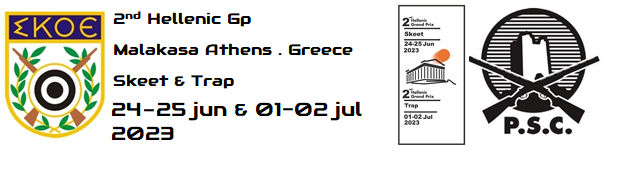 ΣΚΟΕ
2nd Hellenic Gp
Malakasa Athens . Greece
Skeet & Trap
24-25 jun & 01-02 jul
2023
2nd Hellenic
Grand Prix
Skeet
24-25 Jun
2023
2nd Hellenic
Grand Prix
Trap
01-02 Jul
2023
P.S.C.